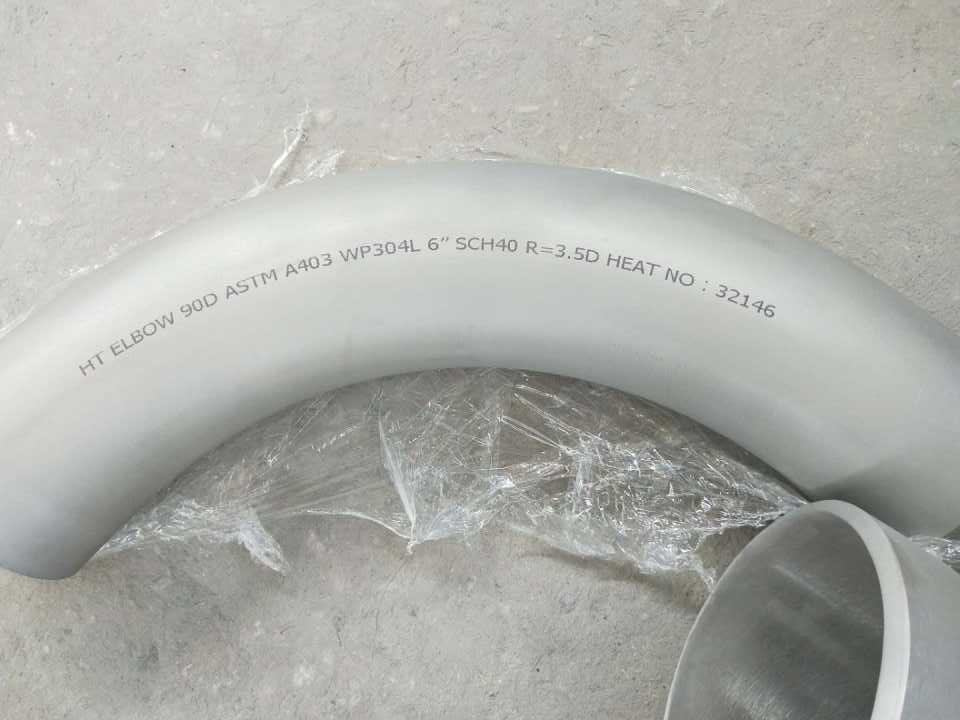 HT ELBOW 90D ASTM A403 WP304L 6" SCH40 R=3.5D HEAT NO : 32146